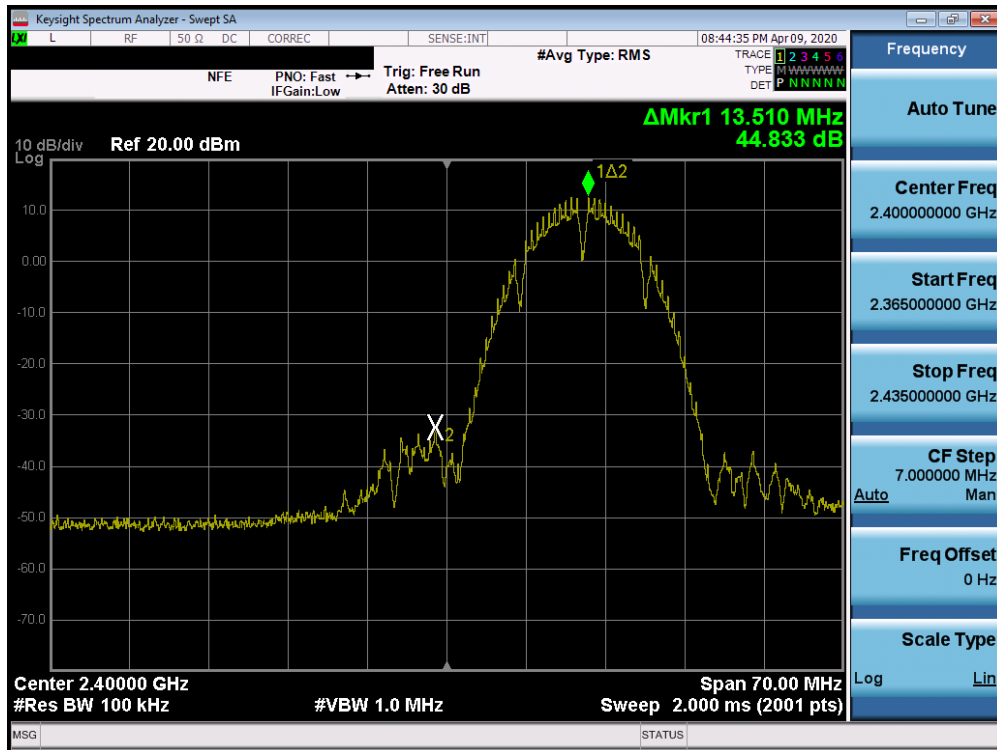 Keysight Spectrum Analyzer - Swept SA
LXI L RF 50 Ω DC CORREC SENSE:INT 08:44:35 PM Apr 09, 2020
NFE PNO: Fast Trig: Free Run #Avg Type: RMS TRACE 1 2 3 4 5 6
IFGain:Low Atten: 30 dB TYPE M W W W W W
DET P N N N N N
Frequency
ΔMkr1 13.510 MHz
44.833 dB
10 dB/div Ref 20.00 dBm
Log
1Δ2
10.0
0.00
-10.0
-20.0
-30.0
X2
-40.0
-50.0
-60.0
-70.0
Center 2.40000 GHz Span 70.00 MHz
#Res BW 100 kHz #VBW 1.0 MHz Sweep 2.000 ms (2001 pts)
MSG STATUS
Auto Tune
Center Freq
2.400000000 GHz
Start Freq
2.365000000 GHz
Stop Freq
2.435000000 GHz
CF Step
7.000000 MHz
Auto Man
Freq Offset
0 Hz
Scale Type
Log Lin